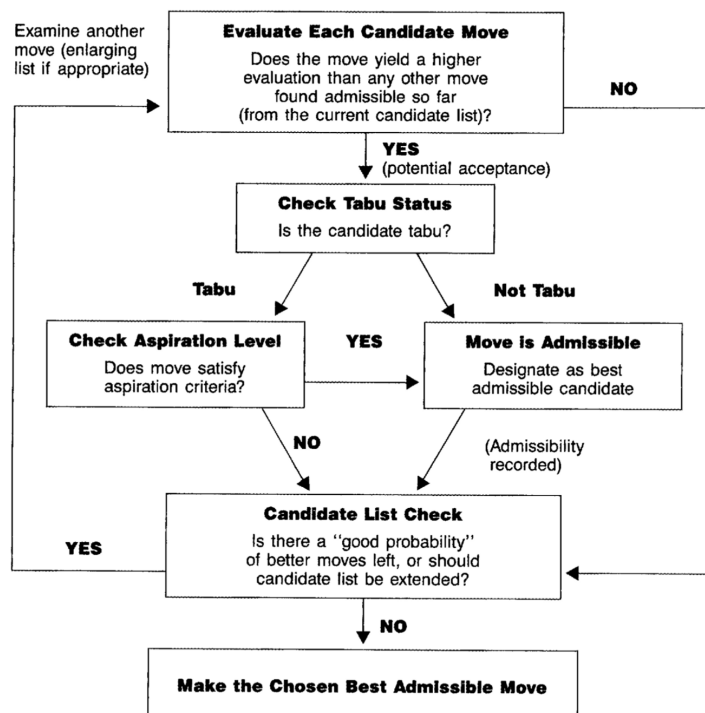 Examine another
move (enlarging
list if appropriate)
Evaluate Each Candidate Move
Does the move yield a higher
evaluation than any other move
found admissible so far
(from the current candidate list)?
NO
YES
(potential acceptance)
Check Tabu Status
Is the candidate tabu?
Tabu
Not Tabu
Check Aspiration Level
Does move satisfy
aspiration criteria?
YES
Move is Admissible
Designate as best
admissible candidate
NO
(Admissibility
recorded)
Candidate List Check
Is there a "good probability"
of better moves left, or should
candidate list be extended?
YES
NO
Make the Chosen Best Admissible Move